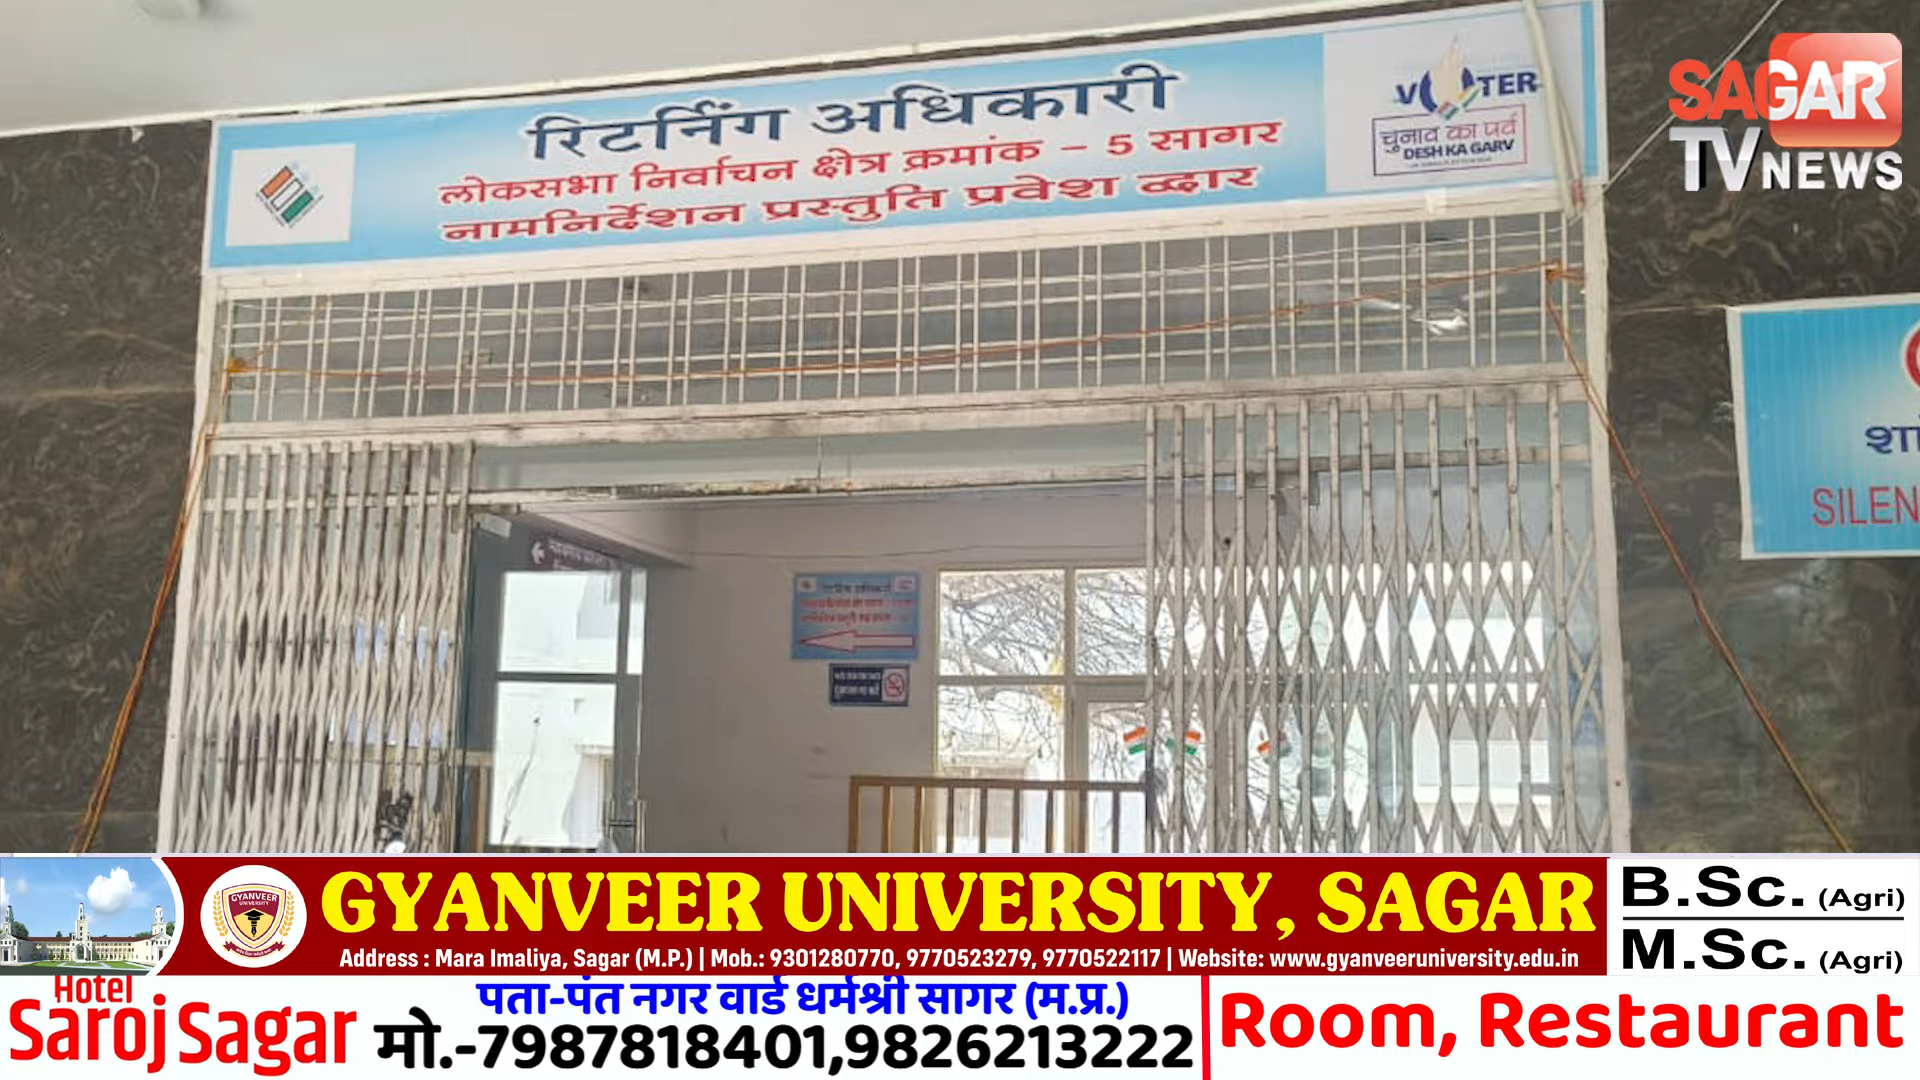 रिटर्निंग अधिकारी
लोकसभा निर्वाचन क्षेत्र क्रमांक - 5 सागर
नामनिर्देशन प्रस्तुति प्रवेश व्दार
VOTER
चुनाव का पर्व
DESH KA GARV
SAGAR
TV NEWS
शां
SILEN
GYANVEER
UNIVERSITY
GYANVEER UNIVERSITY, SAGAR
Address : Mara Imaliya, Sagar (M.P.) | Mob.: 9301280770, 9770523279, 9770522117 | Website: www.gyanveeruniversity.edu.in
B.Sc. (Agri)
M.Sc. (Agri)
Hotel
Saroj Sagar
पता-पंत नगर वार्ड धर्मश्री सागर (म.प्र.)
मो.-7987818401,9826213222
Room, Restaurant